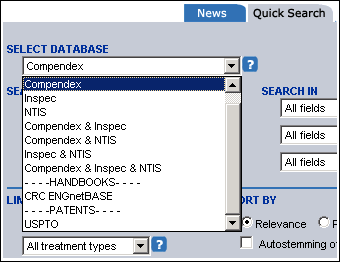 News Quick Search
SELECT DATABASE
Compendex ?
Compendex
SE SEARCH IN
Inspec
NTIS All fields
Compendex & Inspec
Compendex & NTIS All fields
Inspec & NTIS
Compendex & Inspec & NTIS All fields
- - - -HANDBOOKS- - - -
CRC ENGnetBASE
LIM ORT BY
- - - -PATENTS- - - -
USPTO Relevance
All treatment types ? Autostemming